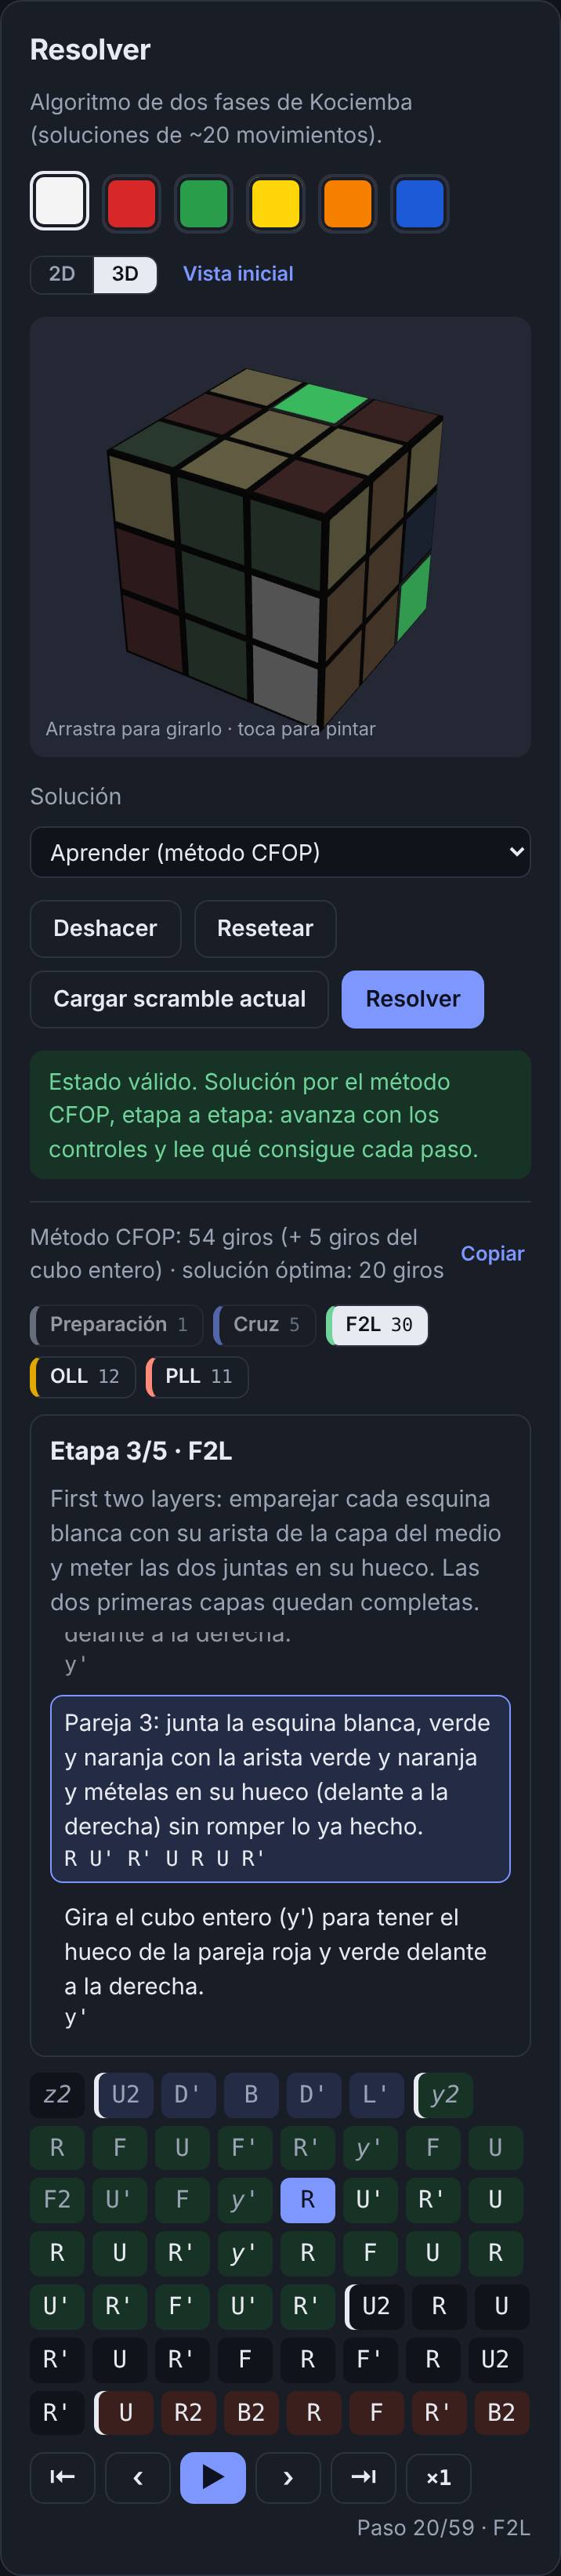 Resolver
Algoritmo de dos fases de Kociemba
(soluciones de ~20 movimientos).
2D 3D Vista inicial
Arrastra para girarlo · toca para pintar
Solución
Aprender (método CFOP)
Deshacer Resetear
Cargar scramble actual Resolver
Estado válido. Solución por el método
CFOP, etapa a etapa: avanza con los
controles y lee qué consigue cada paso.
Método CFOP: 54 giros (+ 5 giros del
cubo entero) · solución óptima: 20 giros
Copiar
Preparación 1 Cruz 5 F2L 30
OLL 12 PLL 11
Etapa 3/5 · F2L
First two layers: emparejar cada esquina
blanca con su arista de la capa del medio
y meter las dos juntas en su hueco. Las
dos primeras capas quedan completas.
delante a la derecha.
y'
Pareja 3: junta la esquina blanca, verde
y naranja con la arista verde y naranja
y mételas en su hueco (delante a la
derecha) sin romper lo ya hecho.
R U' R' U R U R'
Gira el cubo entero (y') para tener el
hueco de la pareja roja y verde delante
a la derecha.
y'
z2 U2 D' B D' L' y2
R F U F' R' y' F U
F2 U' F y' R U' R' U
R U R' y' R F U R
U' R' F' U' R' U2 R U
R' U R' F R F' R U2
R' U R2 B2 R F R' B2
×1
Paso 20/59 · F2L